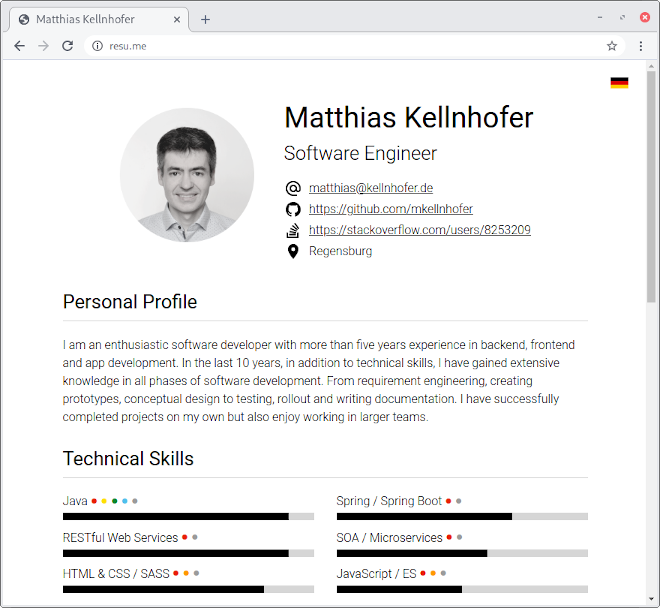 Matthias Kellnhofer
resu.me
Matthias Kellnhofer
Software Engineer
matthias@kellnhofer.de
https://github.com/mkellnhofer
https://stackoverflow.com/users/8253209
Regensburg
Personal Profile
I am an enthusiastic software developer with more than five years experience in backend, frontend
and app development. In the last 10 years, in addition to technical skills, I have gained extensive
knowledge in all phases of software development. From requirement engineering, creating
prototypes, conceptual design to testing, rollout and writing documentation. I have successfully
completed projects on my own but also enjoy working in larger teams.
Technical Skills
Java
Spring / Spring Boot
RESTful Web Services
SOA / Microservices
HTML & CSS / SASS
JavaScript / ES